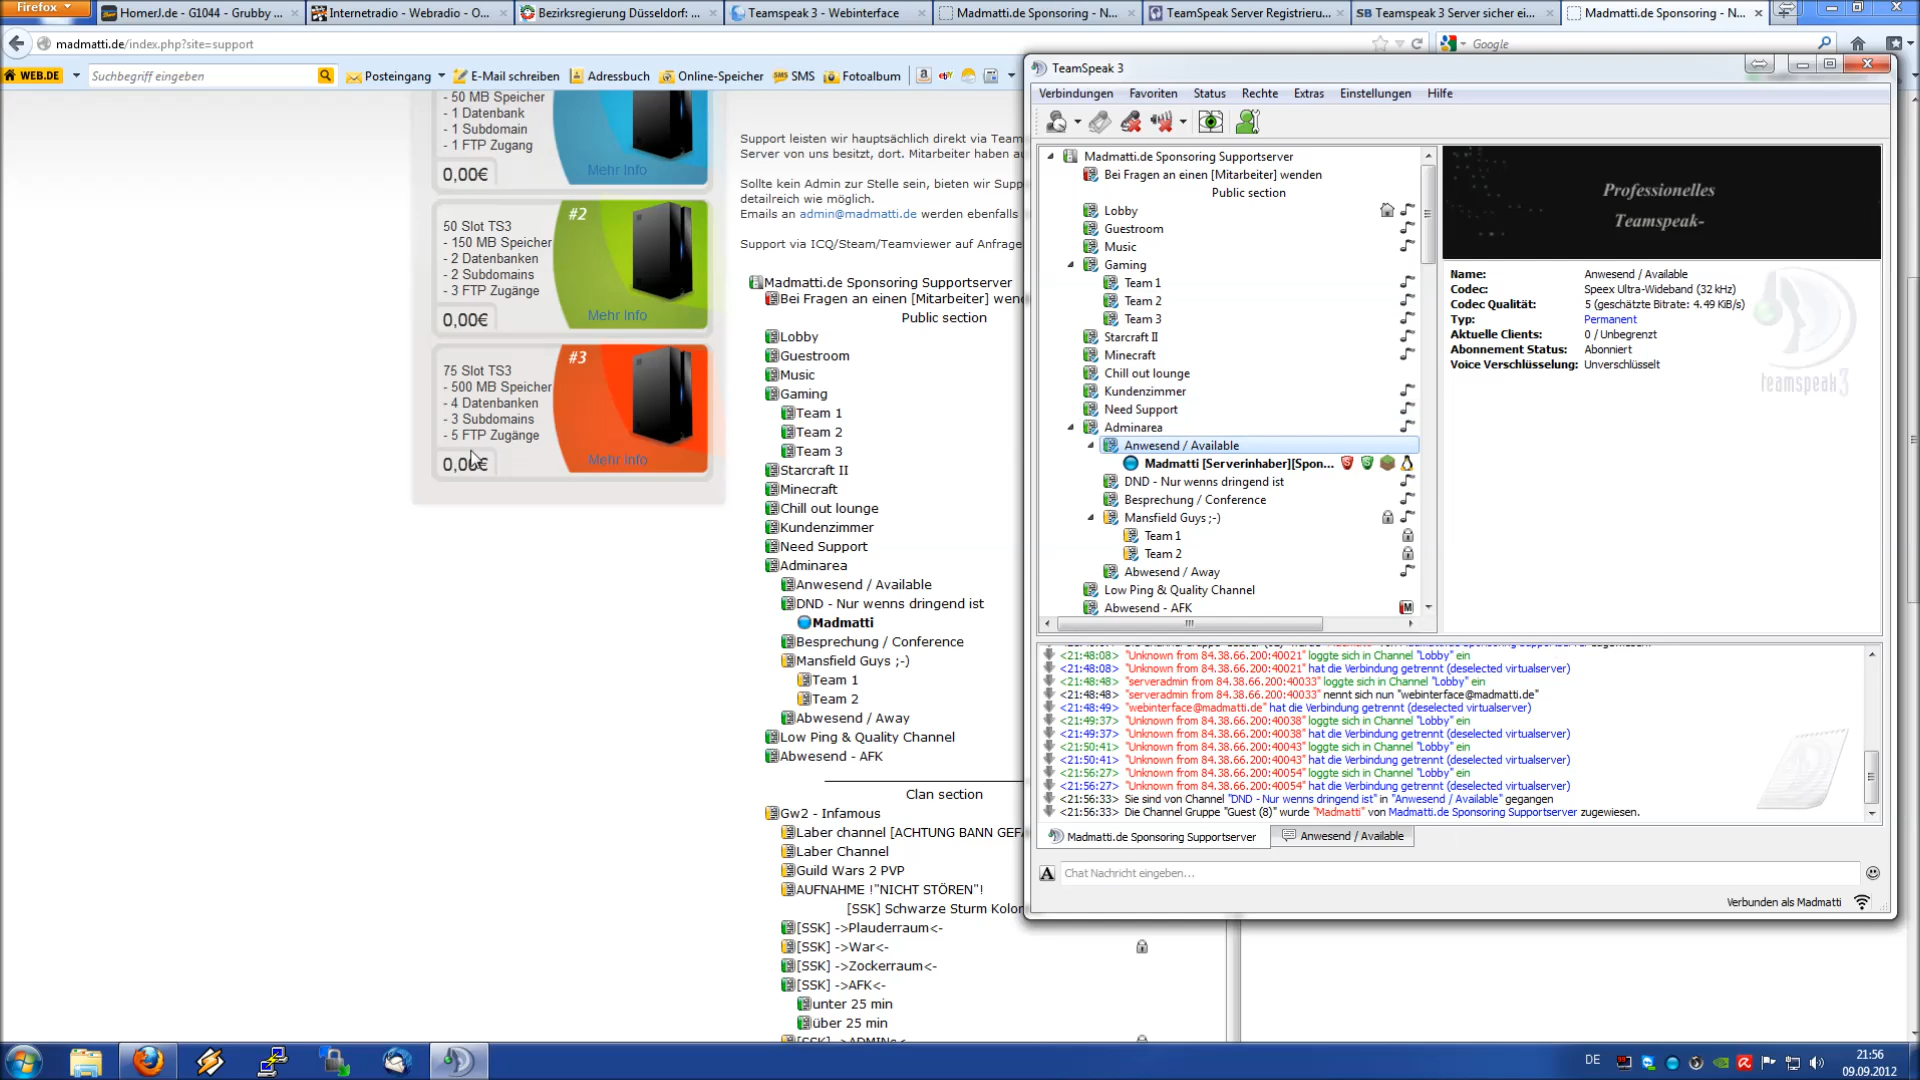 Firefox
HomerJ.de - G1044 - Grubby ...
Internetradio - Webradio - O...
Bezirksregierung Düsseldorf: ...
Teamspeak 3 - Webinterface
Madmatti.de Sponsoring - N...
TeamSpeak Server Registrieru...
SB Teamspeak 3 Server sicher ei...
Madmatti.de Sponsoring - N...
madmatti.de/index.php?site=support
Google
WEB.DE
Suchbegriff eingeben
Posteingang
E-Mail schreiben
Adressbuch
Online-Speicher
SMS SMS
Fotoalbum
- 50 MB Speicher
- 1 Datenbank
- 1 Subdomain
- 1 FTP Zugang
0,00€
Mehr Info
#2
50 Slot TS3
- 150 MB Speicher
- 2 Datenbanken
- 2 Subdomains
- 3 FTP Zugänge
0,00€
Mehr Info
#3
75 Slot TS3
- 500 MB Speicher
- 4 Datenbanken
- 3 Subdomains
- 5 FTP Zugänge
0,00€
Mehr Info
Support leisten wir hauptsächlich direkt via Team
Server von uns besitzt, dort. Mitarbeiter haben au
Sollte kein Admin zur Stelle sein, bieten wir Supp
detailreich wie möglich.
Emails an admin@madmatti.de werden ebenfalls
Support via ICQ/Steam/Teamviewer auf Anfrage
Madmatti.de Sponsoring Supportserver
Bei Fragen an einen [Mitarbeiter] wend
Public section
Lobby
Guestroom
Music
Gaming
Team 1
Team 2
Team 3
Starcraft II
Minecraft
Chill out lounge
Kundenzimmer
Need Support
Adminarea
Anwesend / Available
DND - Nur wenns dringend ist
Madmatti
Besprechung / Conference
Mansfield Guys ;-)
Team 1
Team 2
Abwesend / Away
Low Ping & Quality Channel
Abwesend - AFK
Clan section
Gw2 - Infamous
Laber channel [ACHTUNG BANN GEFA
Laber Channel
Guild Wars 2 PVP
AUFNAHME !"NICHT STÖREN"!
[SSK] Schwarze Sturm Kolon
[SSK] ->Plauderraum<-
[SSK] ->War<-
[SSK] ->Zockerraum<-
[SSK] ->AFK<-
unter 25 min
über 25 min
TeamSpeak 3
Verbindungen Favoriten Status Rechte Extras Einstellungen Hilfe
Madmatti.de Sponsoring Supportserver
Bei Fragen an einen [Mitarbeiter] wenden
Public section
Lobby
Guestroom
Music
Gaming
Team 1
Team 2
Team 3
Starcraft II
Minecraft
Chill out lounge
Kundenzimmer
Need Support
Adminarea
Anwesend / Available
Madmatti [Serverinhaber][Spon...
DND - Nur wenns dringend ist
Besprechung / Conference
Mansfield Guys ;-)
Team 1
Team 2
Abwesend / Away
Low Ping & Quality Channel
Abwesend - AFK
M
Professionelles
Teamspeak-
Name: Anwesend / Available
Codec: Speex Ultra-Wideband (32 kHz)
Codec Qualität: 5 (geschätzte Bitrate: 4.49 KiB/s)
Typ: Permanent
Aktuelle Clients: 0 / Unbegrenzt
Abonnement Status: Abonniert
Voice Verschlüsselung: Unverschlüsselt
teamspeak3
<21:48:08> "Unknown from 84.38.66.200:40021" loggte sich in Channel "Lobby" ein
<21:48:08> "Unknown from 84.38.66.200:40021" hat die Verbindung getrennt (deselected virtualserver)
<21:48:48> "serveradmin from 84.38.66.200:40033" loggte sich in Channel "Lobby" ein
<21:48:48> "serveradmin from 84.38.66.200:40033" nennt sich nun "webinterface@madmatti.de"
<21:48:49> "webinterface@madmatti.de" hat die Verbindung getrennt (deselected virtualserver)
<21:49:37> "Unknown from 84.38.66.200:40038" loggte sich in Channel "Lobby" ein
<21:49:37> "Unknown from 84.38.66.200:40038" hat die Verbindung getrennt (deselected virtualserver)
<21:50:41> "Unknown from 84.38.66.200:40043" loggte sich in Channel "Lobby" ein
<21:50:41> "Unknown from 84.38.66.200:40043" hat die Verbindung getrennt (deselected virtualserver)
<21:56:27> "Unknown from 84.38.66.200:40054" loggte sich in Channel "Lobby" ein
<21:56:27> "Unknown from 84.38.66.200:40054" hat die Verbindung getrennt (deselected virtualserver)
<21:56:33> Sie sind von Channel "DND - Nur wenns dringend ist" in "Anwesend / Available" gegangen
<21:56:33> Die Channel Gruppe "Guest (8)" wurde "Madmatti" von Madmatti.de Sponsoring Supportserver zugewiesen.
Madmatti.de Sponsoring Supportserver
Anwesend / Available
A
Chat Nachricht eingeben...
Verbunden als Madmatti
DE
21:56
09.09.2012